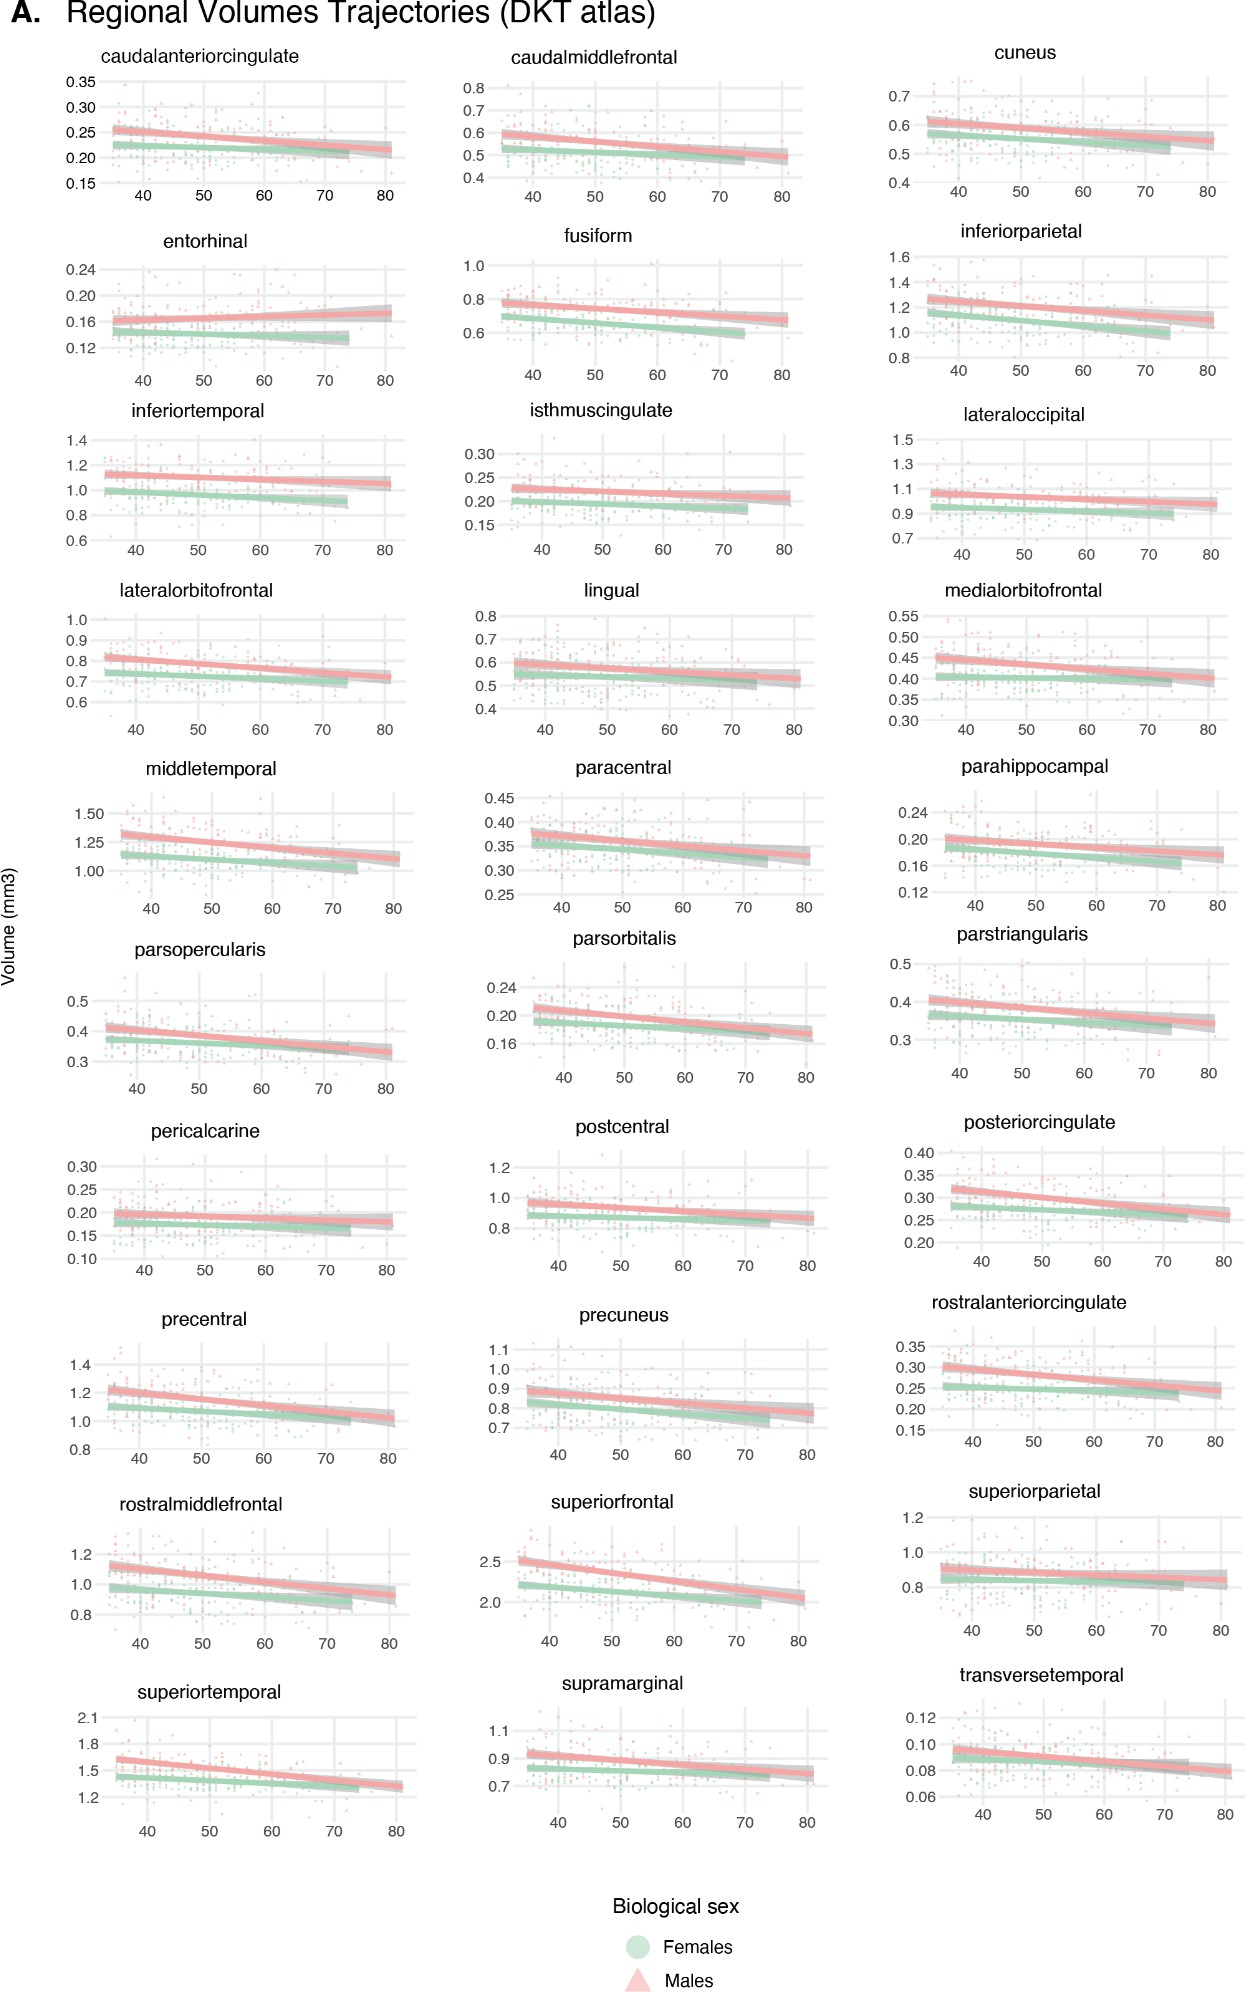 A. Regional Volumes Trajectories (DKT atlas)
Volume (mm3)
caudalanteriorcingulate
0.35
0.30
0.25
0.20
0.15
40 50 60 70 80
caudalmiddlefrontal
0.8
0.7
0.6
0.5
0.4
40 50 60 70 80
cuneus
0.7
0.6
0.5
0.4
40 50 60 70 80
entorhinal
0.24
0.20
0.16
0.12
40 50 60 70 80
fusiform
1.0
0.8
0.6
40 50 60 70 80
inferiorparietal
1.6
1.4
1.2
1.0
0.8
40 50 60 70 80
inferiortemporal
1.4
1.2
1.0
0.8
0.6
40 50 60 70 80
isthmuscingulate
0.30
0.25
0.20
0.15
40 50 60 70 80
lateraloccipital
1.5
1.3
1.1
0.9
0.7
40 50 60 70 80
lateralorbitofrontal
1.0
0.9
0.8
0.7
0.6
40 50 60 70 80
lingual
0.8
0.7
0.6
0.5
0.4
40 50 60 70 80
medialorbitofrontal
0.55
0.50
0.45
0.40
0.35
0.30
40 50 60 70 80
middletemporal
1.50
1.25
1.00
40 50 60 70 80
paracentral
0.45
0.40
0.35
0.30
0.25
40 50 60 70 80
parahippocampal
0.24
0.20
0.16
0.12
40 50 60 70 80
parsopercularis
0.5
0.4
0.3
40 50 60 70 80
parsorbitalis
0.24
0.20
0.16
40 50 60 70 80
parstriangularis
0.5
0.4
0.3
40 50 60 70 80
pericalcarine
0.30
0.25
0.20
0.15
0.10
40 50 60 70 80
postcentral
1.2
1.0
0.8
40 50 60 70 80
posteriorcingulate
0.40
0.35
0.30
0.25
0.20
40 50 60 70 80
precentral
1.4
1.2
1.0
0.8
40 50 60 70 80
precuneus
1.1
1.0
0.9
0.8
0.7
40 50 60 70 80
rostralanteriorcingulate
0.35
0.30
0.25
0.20
0.15
40 50 60 70 80
rostralmiddlefrontal
1.2
1.0
0.8
40 50 60 70 80
superiorfrontal
2.5
2.0
40 50 60 70 80
superiorparietal
1.2
1.0
0.8
40 50 60 70 80
superiortemporal
2.1
1.8
1.5
1.2
40 50 60 70 80
supramarginal
1.1
0.9
0.7
40 50 60 70 80
transversetemporal
0.12
0.10
0.08
0.06
40 50 60 70 80
Biological sex
Females
Males